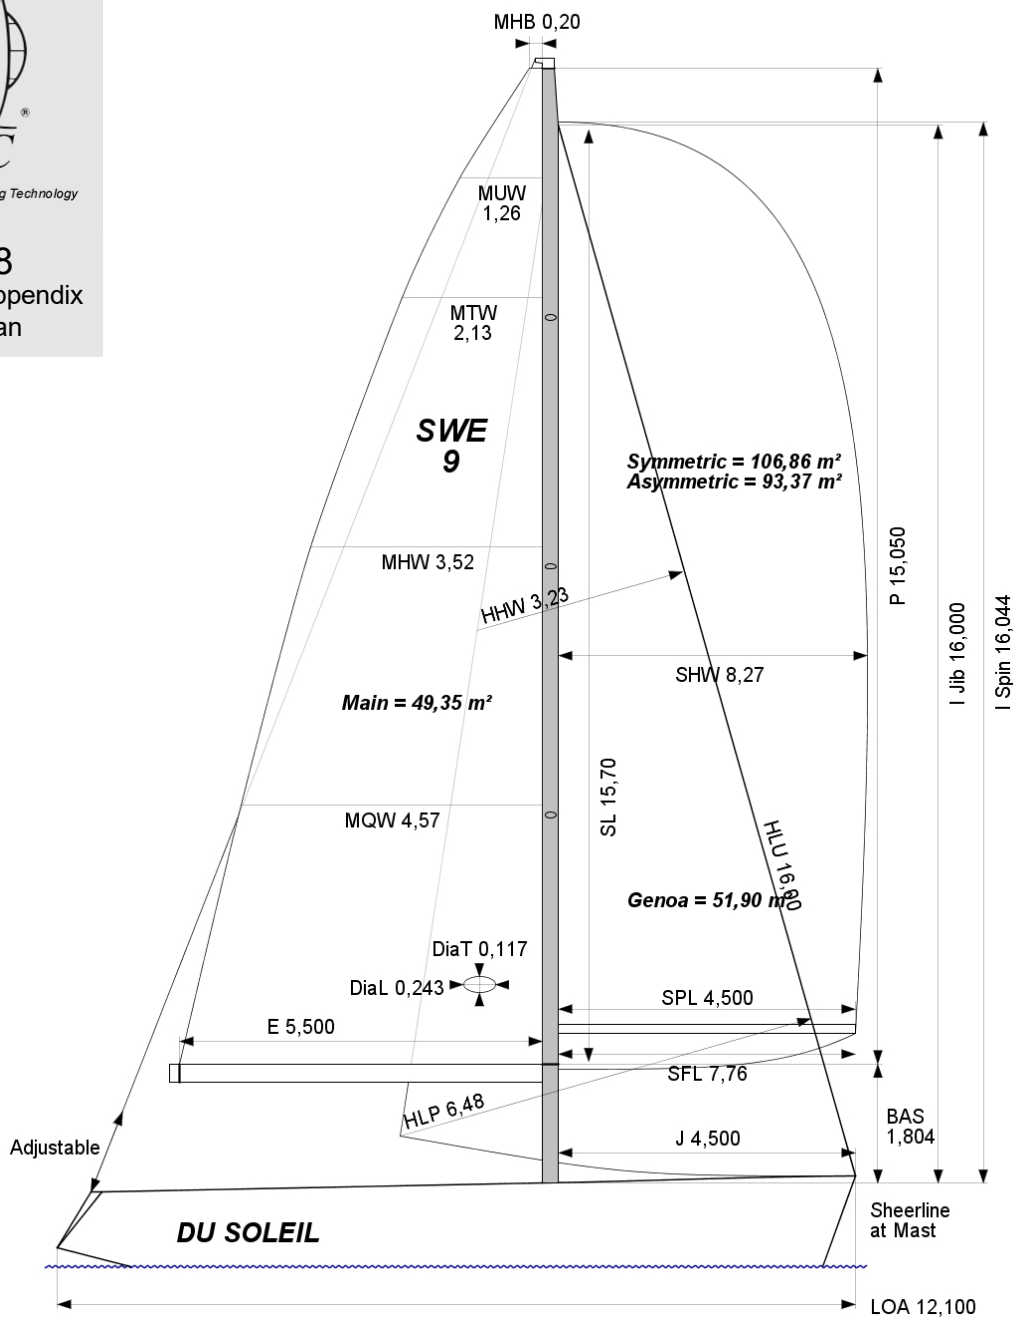 MHB 0,20
®
C
g Technology
8
ppendix
an
MUW
1,26
MTW
2,13
SWE
9
Symmetric = 106,86 m²
Asymmetric = 93,37 m²
MHW 3,52
HHW 3,23
P 15,050
I Jib 16,000
I Spin 16,044
SHW 8,27
Main = 49,35 m²
SL 15,70
MQW 4,57
HLU 16,00
Genoa = 51,90 m²
DiaT 0,117
DiaL 0,243
SPL 4,500
E 5,500
SFL 7,76
HLP 6,48
BAS
1,804
J 4,500
Adjustable
Sheerline
at Mast
DU SOLEIL
LOA 12,100